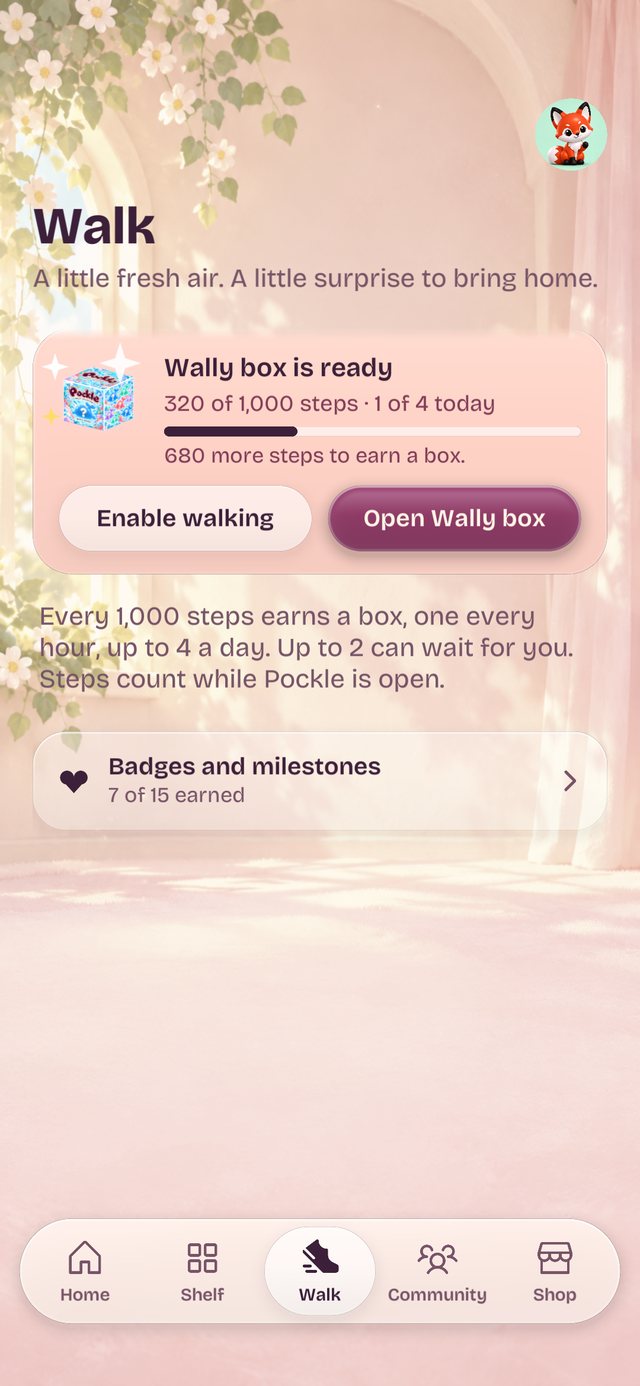 Walk
A little fresh air. A little surprise to bring home.
Pockle
Pockle
Wally box is ready
320 of 1,000 steps · 1 of 4 today
680 more steps to earn a box.
Enable walking
Open Wally box
Every 1,000 steps earns a box, one every
hour, up to 4 a day. Up to 2 can wait for you.
Steps count while Pockle is open.
Badges and milestones
7 of 15 earned
Home
Shelf
Walk
Community
Shop